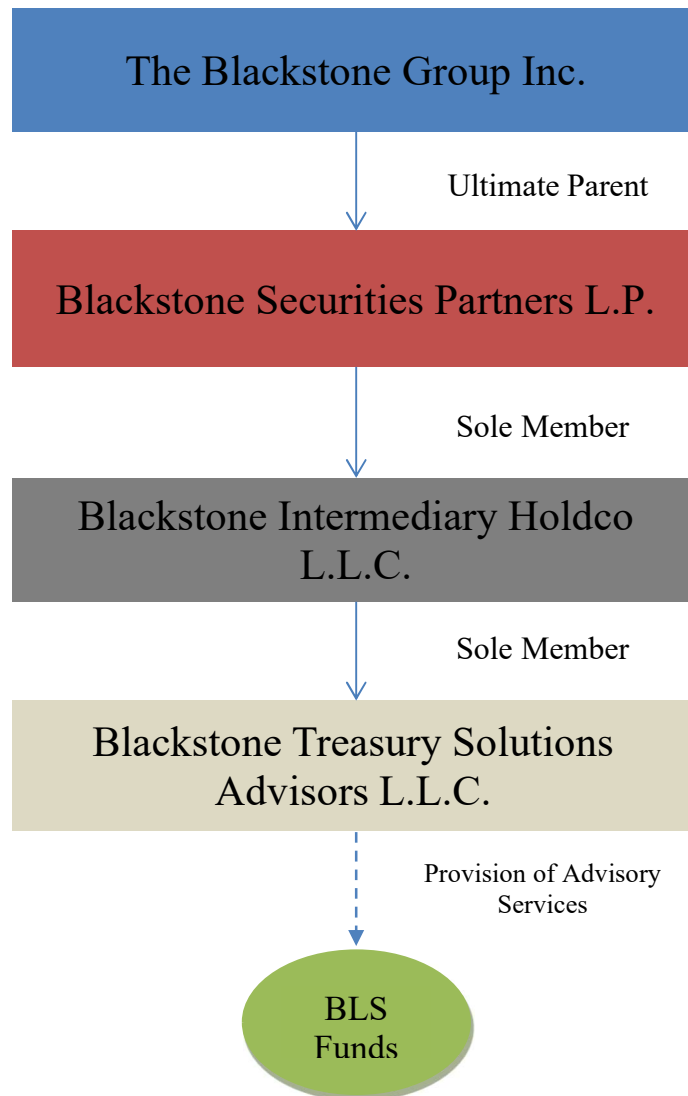 The Blackstone Group Inc.
Ultimate Parent
Blackstone Securities Partners L.P.
Sole Member
Blackstone Intermediary Holdco
L.L.C.
Sole Member
Blackstone Treasury Solutions
Advisors L.L.C.
Provision of Advisory
Services
BLS
Funds